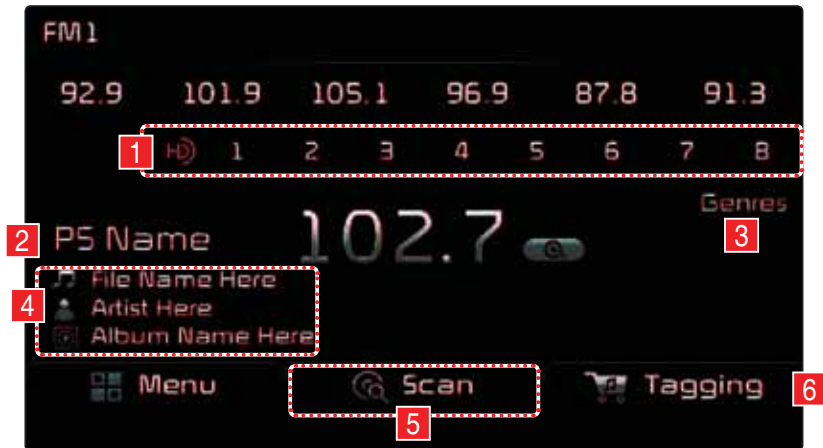 FM1
92.9 101.9 105.1 96.9 87.8 91.3
1 HD 1 2 3 4 5 6 7 8
Genres
2 PS Name 102.7 3
4 File Name Here
Artist Here
Album Name Here
Menu Scan Tagging 6
5